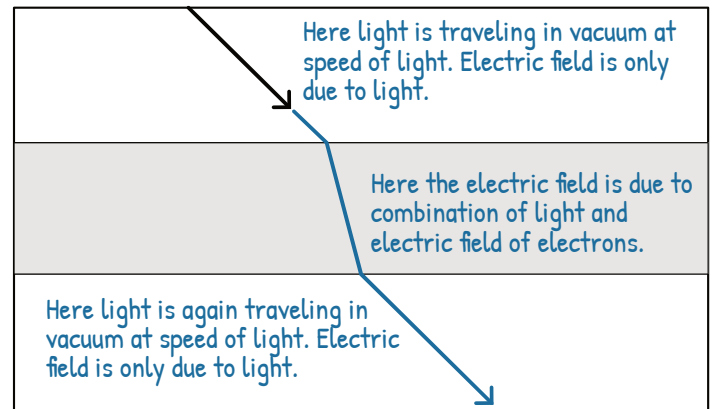 Here light is traveling in vacuum at
speed of light. Electric field is only
due to light.
Here the electric field is due to
combination of light and
electric field of electrons.
Here light is again traveling in
vacuum at speed of light. Electric
field is only due to light.